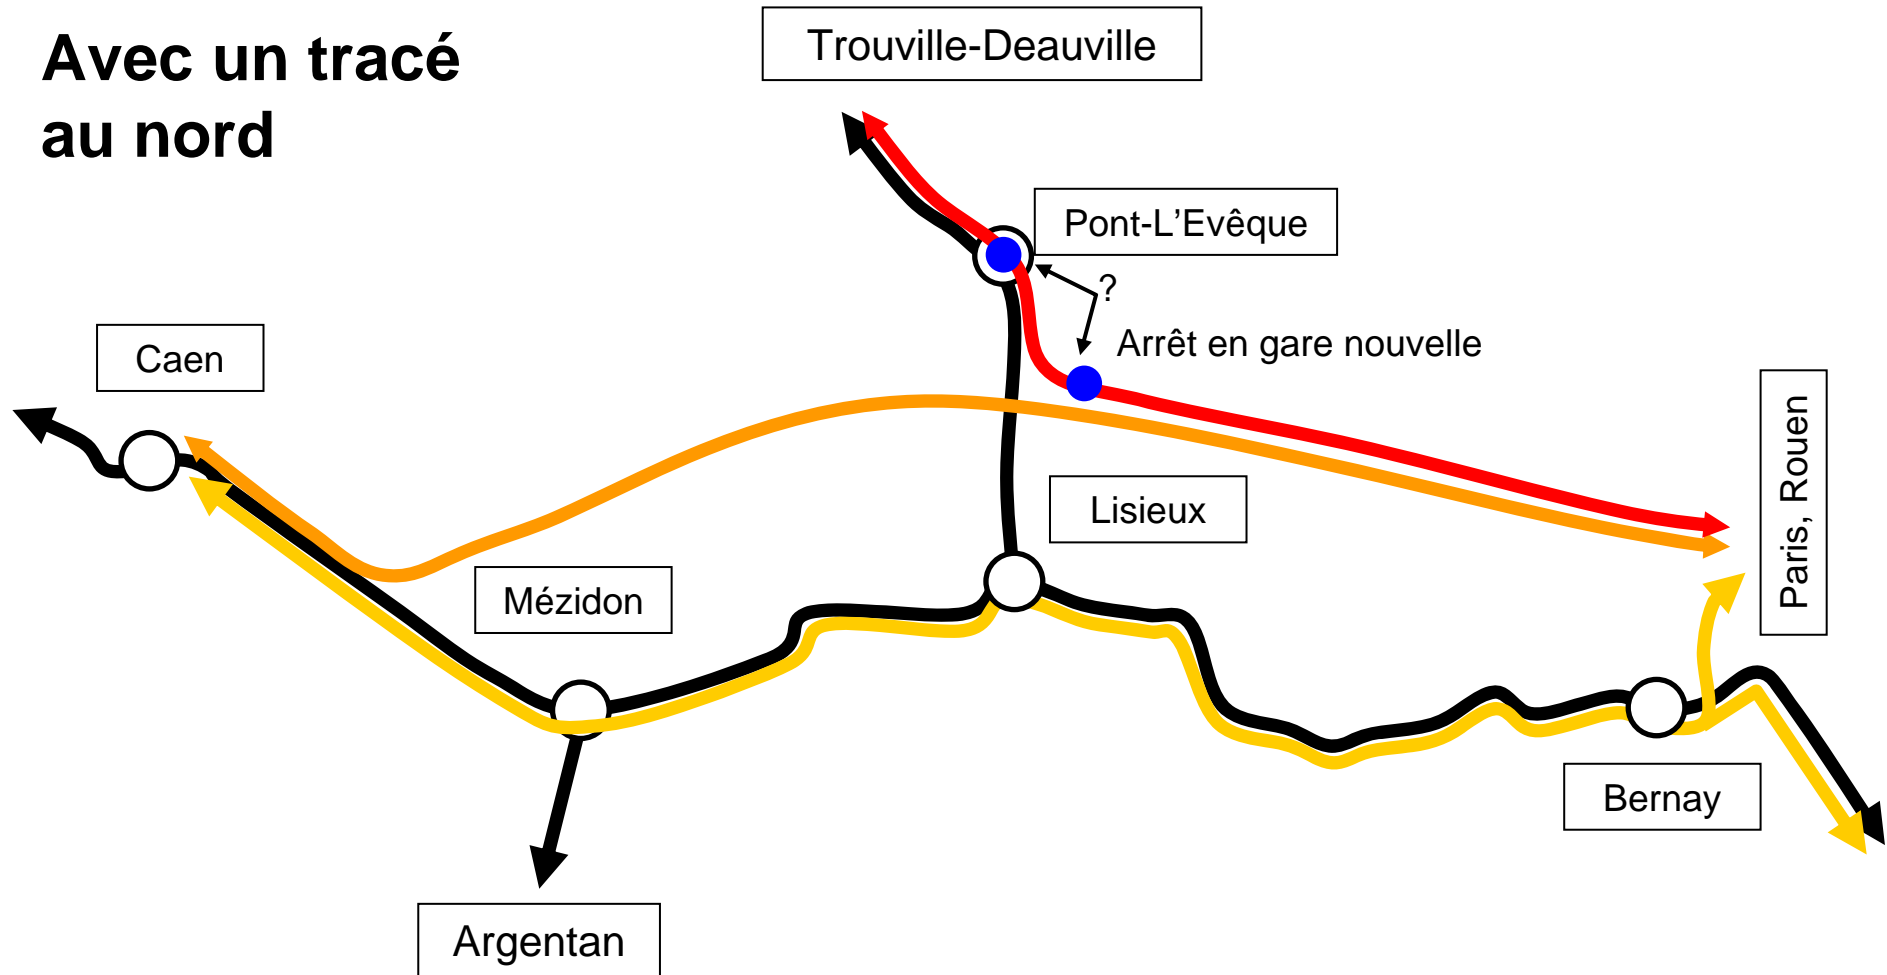 Avec un tracé
au nord
Trouville-Deauville
Pont-L'Evêque
?
Arrêt en gare nouvelle
Caen
Paris, Rouen
Lisieux
Mézidon
Bernay
Argentan